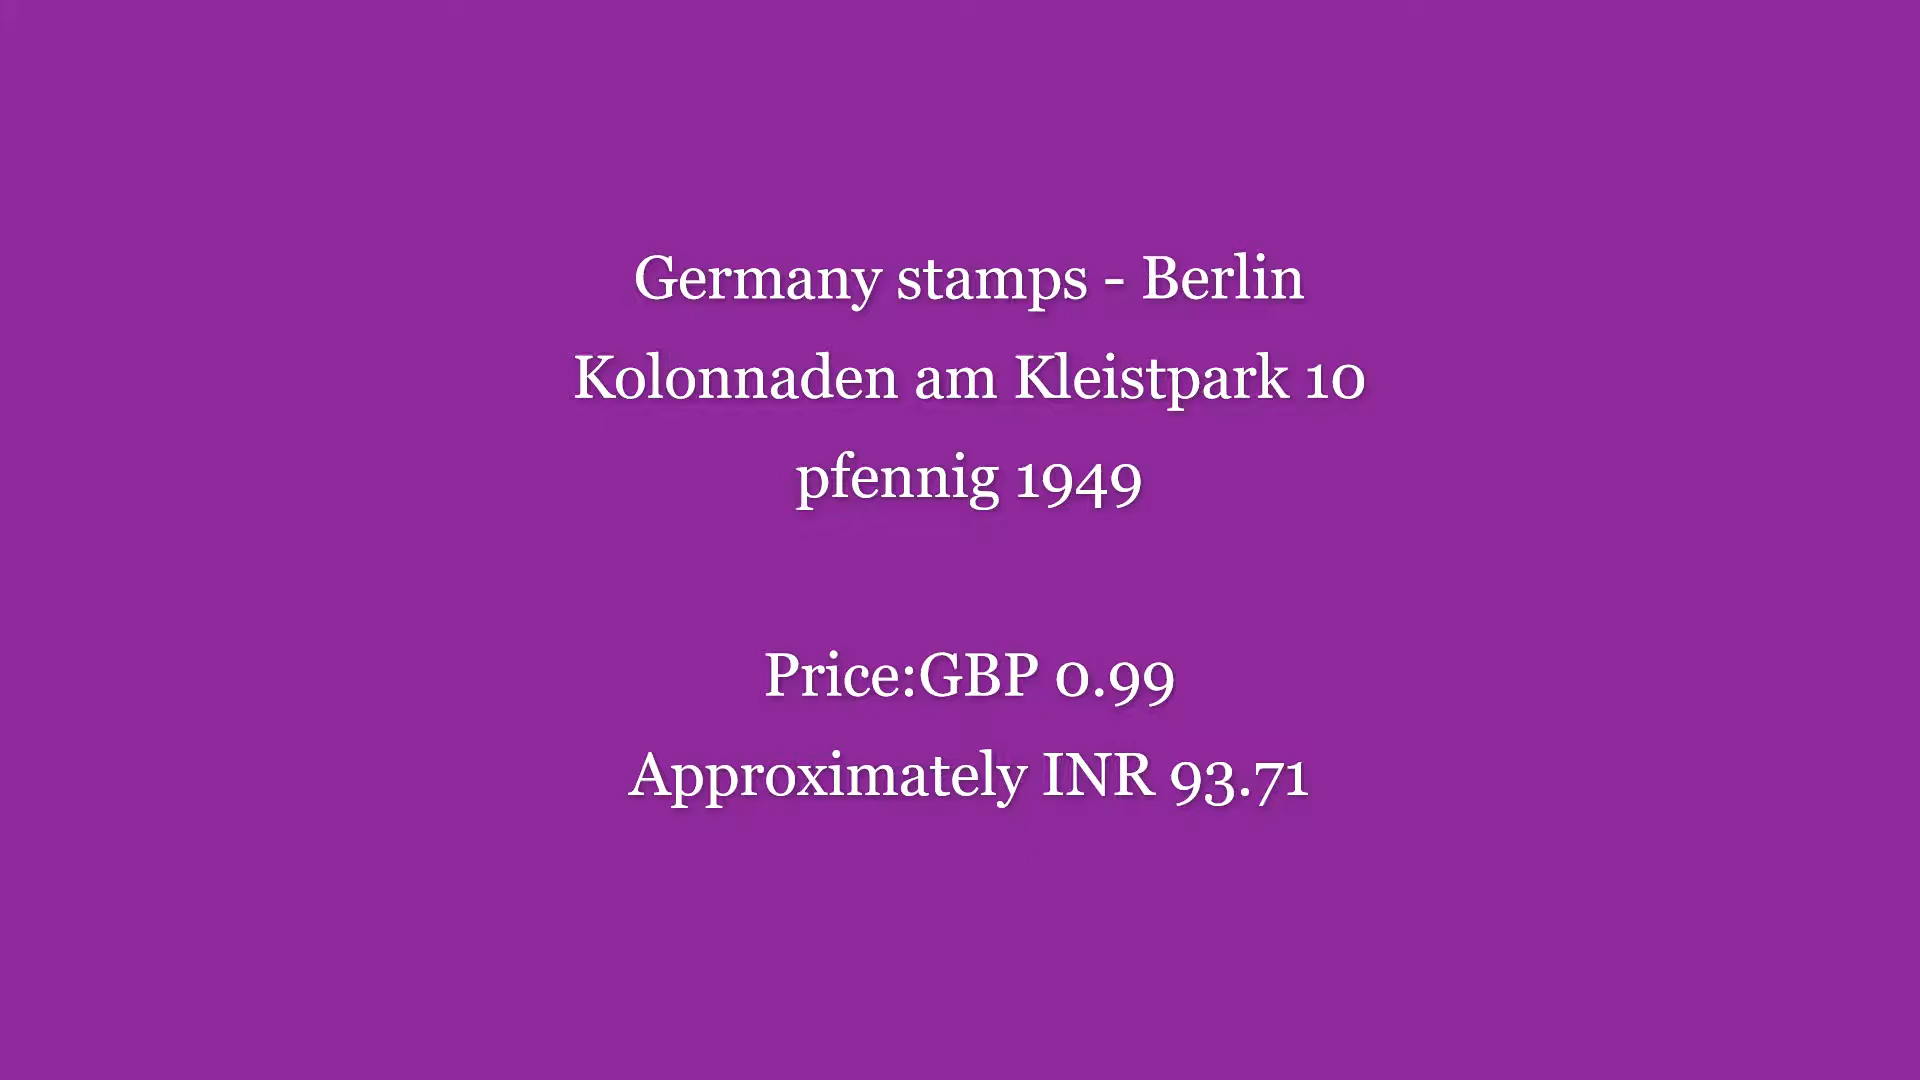 Germany stamps - Berlin
Kolonnaden am Kleistpark 10
pfennig 1949
Price:GBP 0.99
Approximately INR 93.71